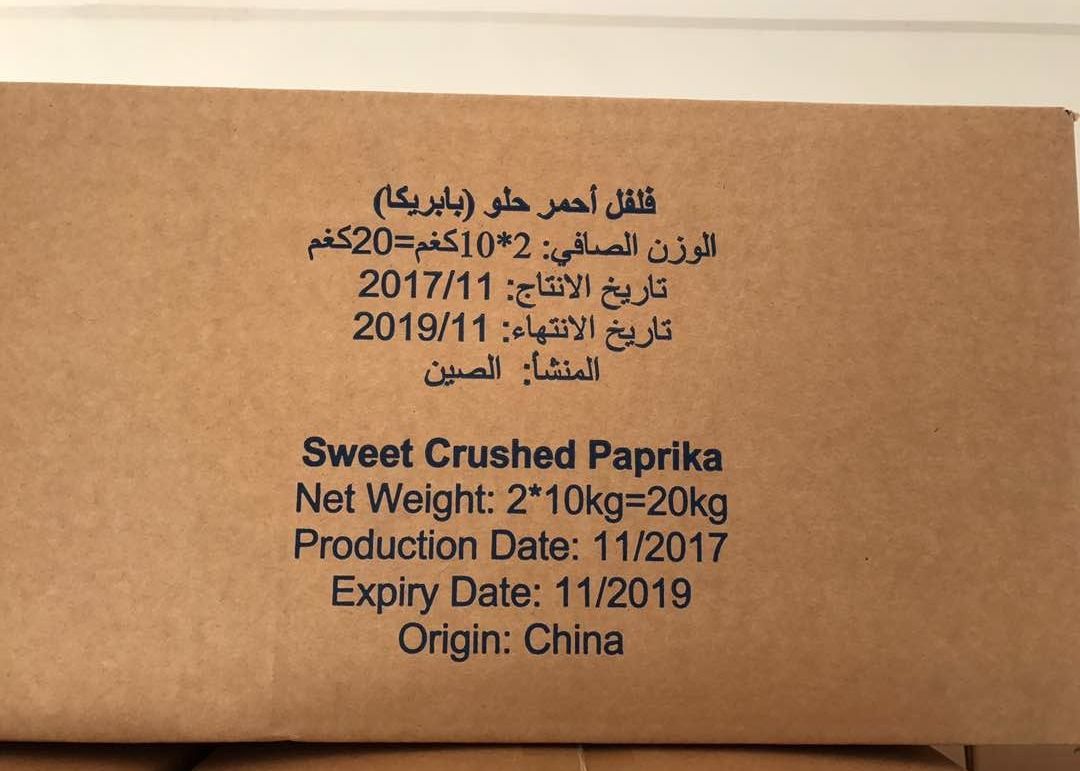 فلفل أحمر حلو (بابريكا)
الوزن الصافي: 2*10كغم=20كغم
تاريخ الانتاج: 2017/11
تاريخ الانتهاء: 2019/11
المنشأ: الصين
Sweet Crushed Paprika
Net Weight: 2*10kg=20kg
Production Date: 11/2017
Expiry Date: 11/2019
Origin: China